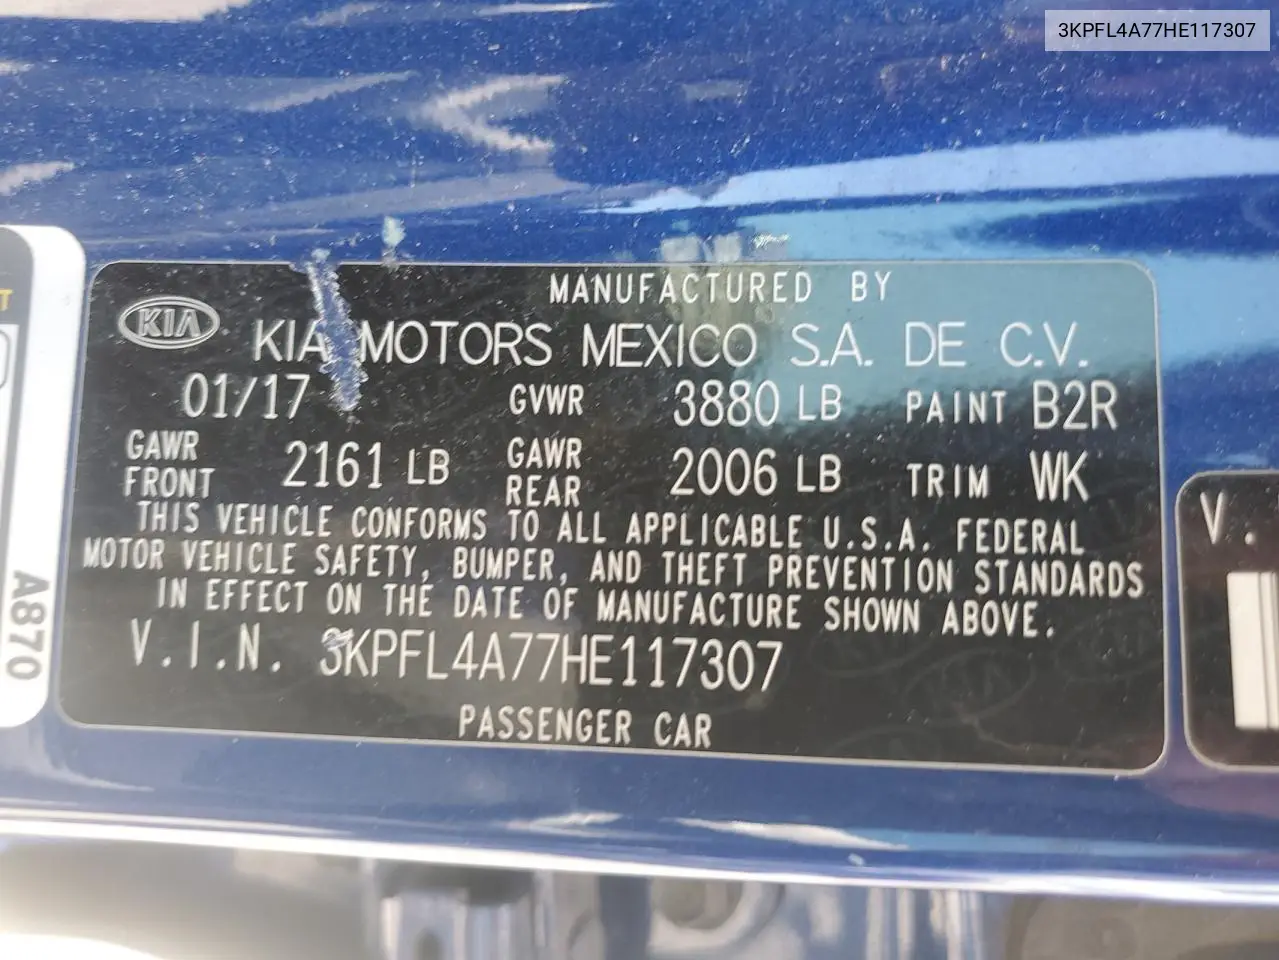 3KPFL4A77HE117307
T
MANUFACTURED BY
KIA
KIA MOTORS MEXICO S.A. DE C.V.
01/17 GVWR 3880 LB PAINT B2R
GAWR FRONT 2161 LB GAWR REAR 2006 LB TRIM WK
THIS VEHICLE CONFORMS TO ALL APPLICABLE U.S.A. FEDERAL
MOTOR VEHICLE SAFETY, BUMPER, AND THEFT PREVENTION STANDARDS
IN EFFECT ON THE DATE OF MANUFACTURE SHOWN ABOVE.
V.I.N. 3KPFL4A77HE117307
PASSENGER CAR
A870
V.